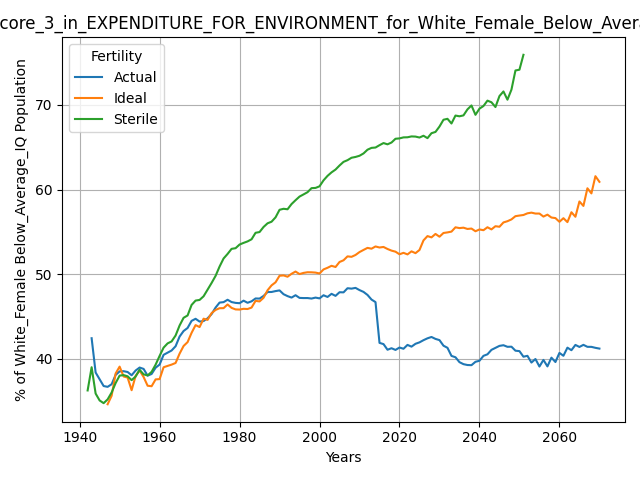 core_3_in_EXPENDITURE_FOR_ENVIRONMENT_for_White_Female_Below_Avera
Fertility
Actual
Ideal
Sterile
% of White_Female Below_Average_IQ Population
70
60
50
40
1940 1960 1980 2000 2020 2040 2060
Years